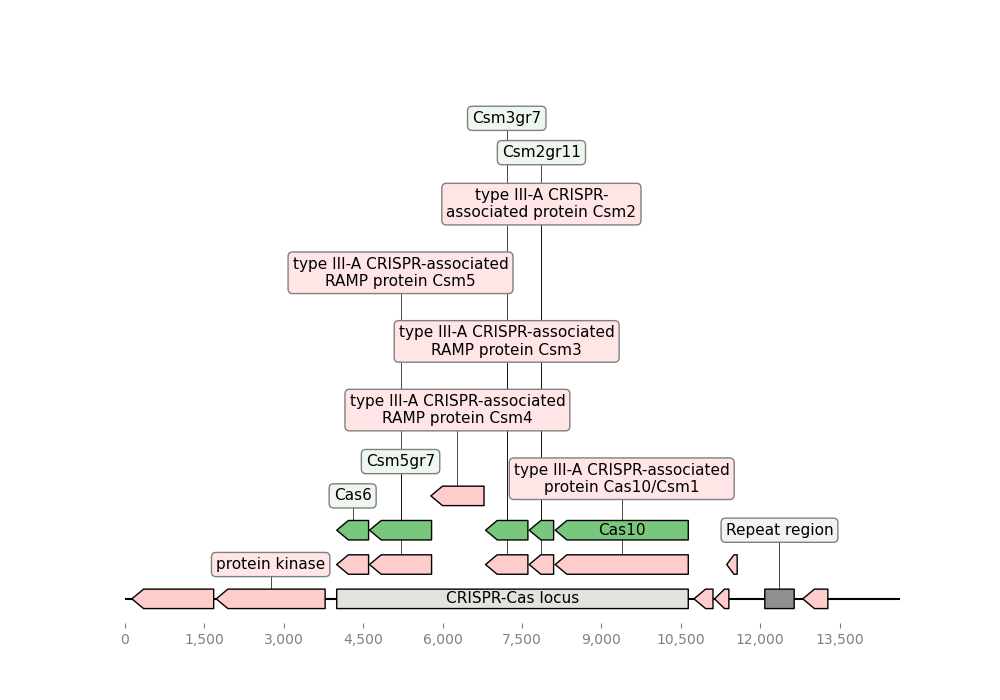 Csm3gr7
Csm2gr11
type III-A CRISPR-
associated protein Csm2
type III-A CRISPR-associated
RAMP protein Csm5
type III-A CRISPR-associated
RAMP protein Csm3
type III-A CRISPR-associated
RAMP protein Csm4
Csm5gr7
type III-A CRISPR-associated
protein Cas10/Csm1
Cas6
Cas10
Repeat region
protein kinase
CRISPR-Cas locus
0 1,500 3,000 4,500 6,000 7,500 9,000 10,500 12,000 13,500